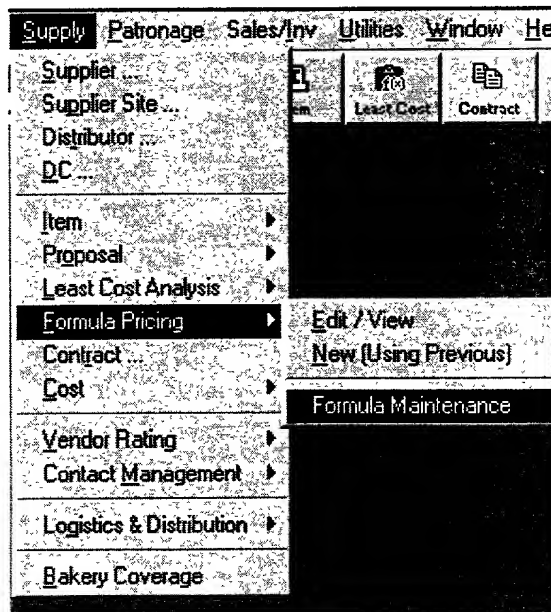 Supply Patronage Sales/Inv Utilities Window He
Supplier ...
Supplier Site ...
Distributor ...
DC ...
Least Cost
Contract
Item
Proposal
Least Cost Analysis
Formula Pricing
Contract ...
Cost
Edit / View
New (Using Previous)
Formula Maintenance
Vendor Rating
Contact Management
Logistics & Distribution
Bakery Coverage